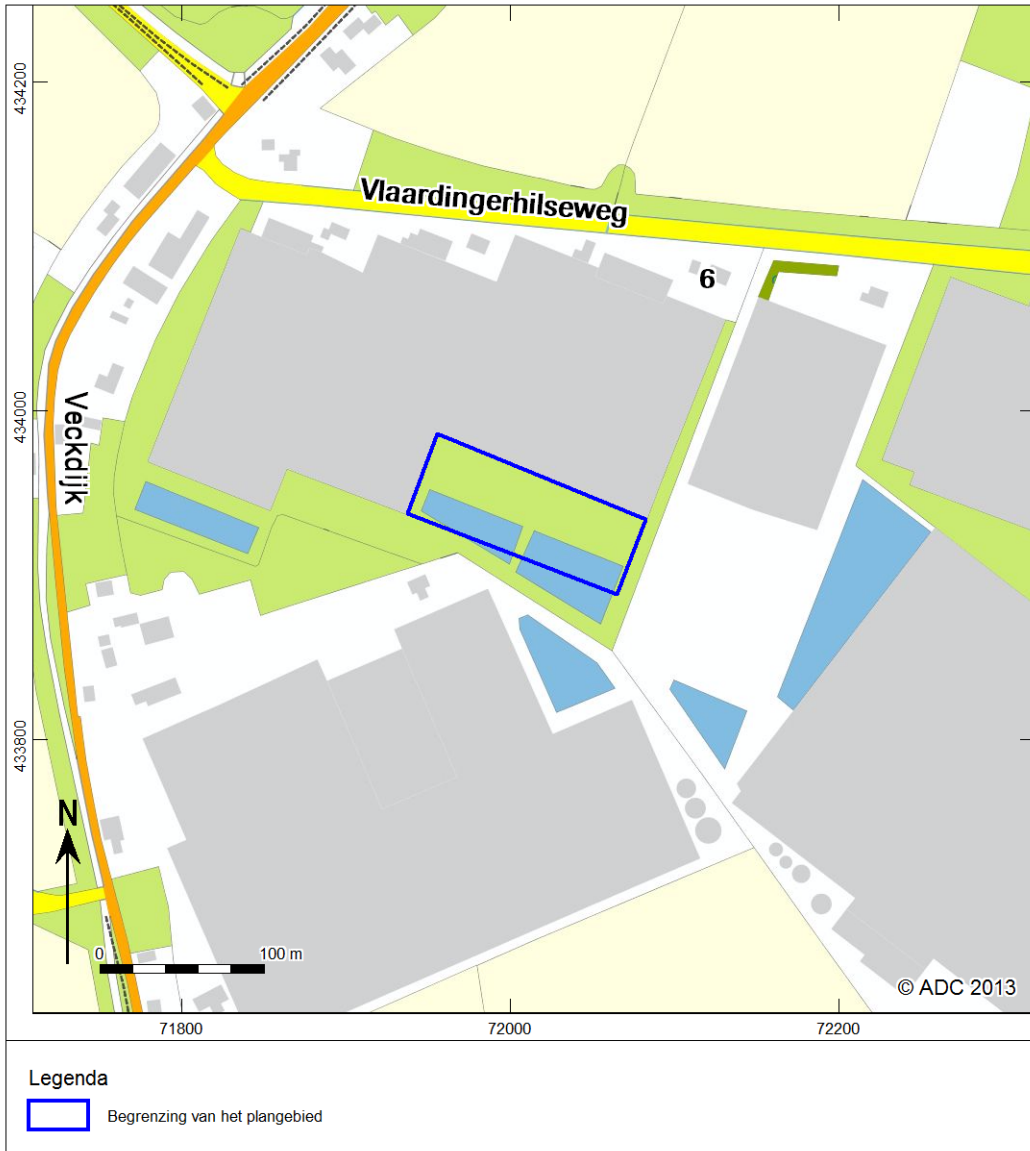 434200
Vlaardingerhilseweg
6
434000
Veckdijk
433800
N
0 100 m
© ADC 2013
71800 72000 72200
Legenda
Begrenzing van het plangebied